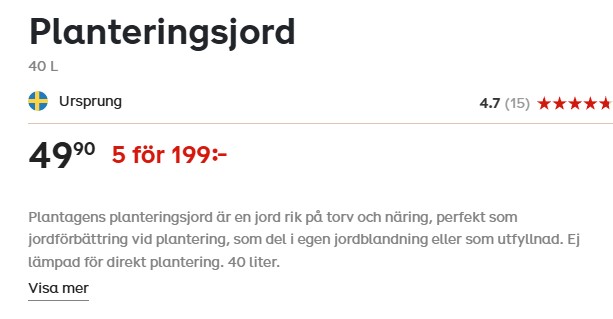 Planteringsjord
40 L
Ursprung
4.7 (15)
49 90 5 för 199:-
Plantagens planteringsjord är en jord rik på torv och näring, perfekt som
jordförbättring vid plantering, som del i egen jordblandning eller som utfyllnad. Ej
lämpad för direkt plantering. 40 liter.
Visa mer